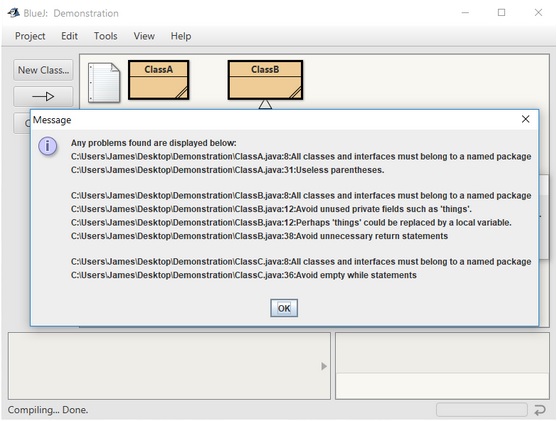 BlueJ: Demonstration
Project Edit Tools View Help
New Class...
ClassA
ClassB
Message
Any problems found are displayed below:
C:\Users\James\Desktop\Demonstration\ClassA.java:8:All classes and interfaces must belong to a named package
C:\Users\James\Desktop\Demonstration\ClassA.java:31:Useless parentheses.
C:\Users\James\Desktop\Demonstration\ClassB.java:8:All classes and interfaces must belong to a named package
C:\Users\James\Desktop\Demonstration\ClassB.java:12:Avoid unused private fields such as 'things'.
C:\Users\James\Desktop\Demonstration\ClassB.java:12:Perhaps 'things' could be replaced by a local variable.
C:\Users\James\Desktop\Demonstration\ClassB.java:38:Avoid unnecessary return statements
C:\Users\James\Desktop\Demonstration\ClassC.java:8:All classes and interfaces must belong to a named package
C:\Users\James\Desktop\Demonstration\ClassC.java:36:Avoid empty while statements
OK
Compiling... Done.